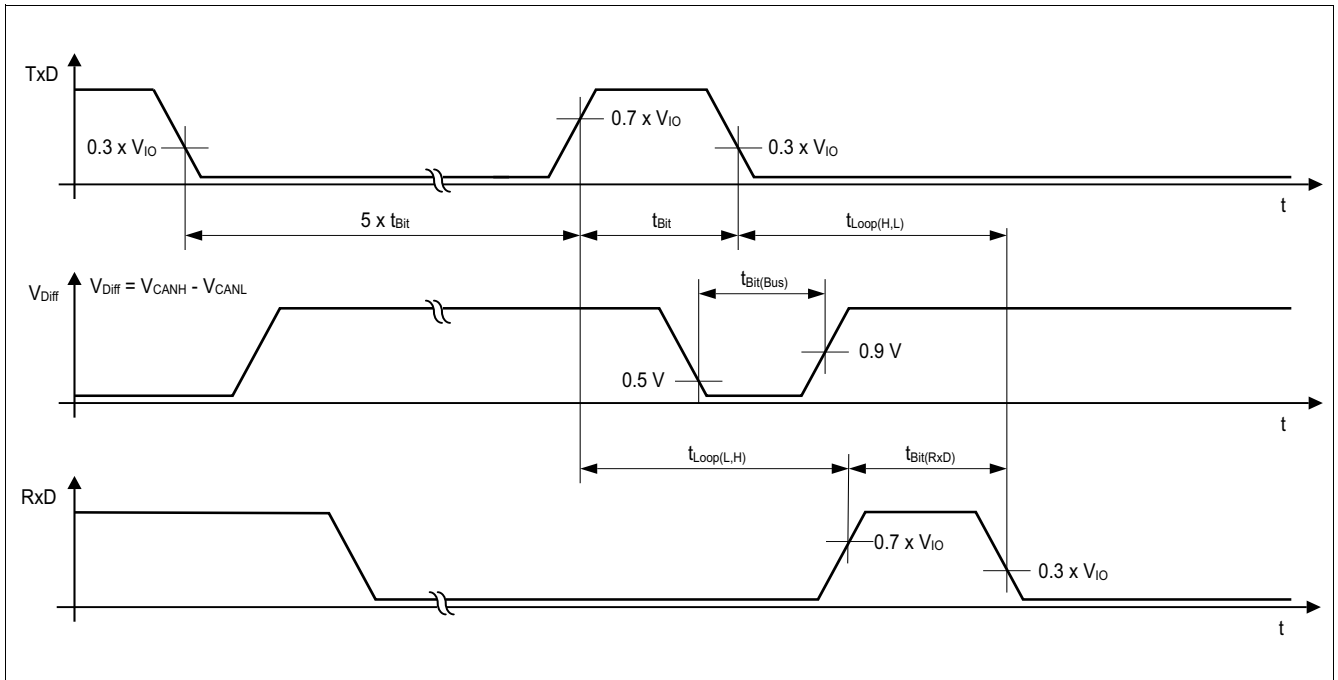 TxD
0.7 x VIO
0.3 x VIO
0.3 x VIO
t
5 x tBit
tBit
tLoop(H,L)
VDiff
VDiff = VCANH - VCANL
tBit(Bus)
0.9 V
0.5 V
t
tLoop(L,H)
tBit(RxD)
RxD
0.7 x VIO
0.3 x VIO
t